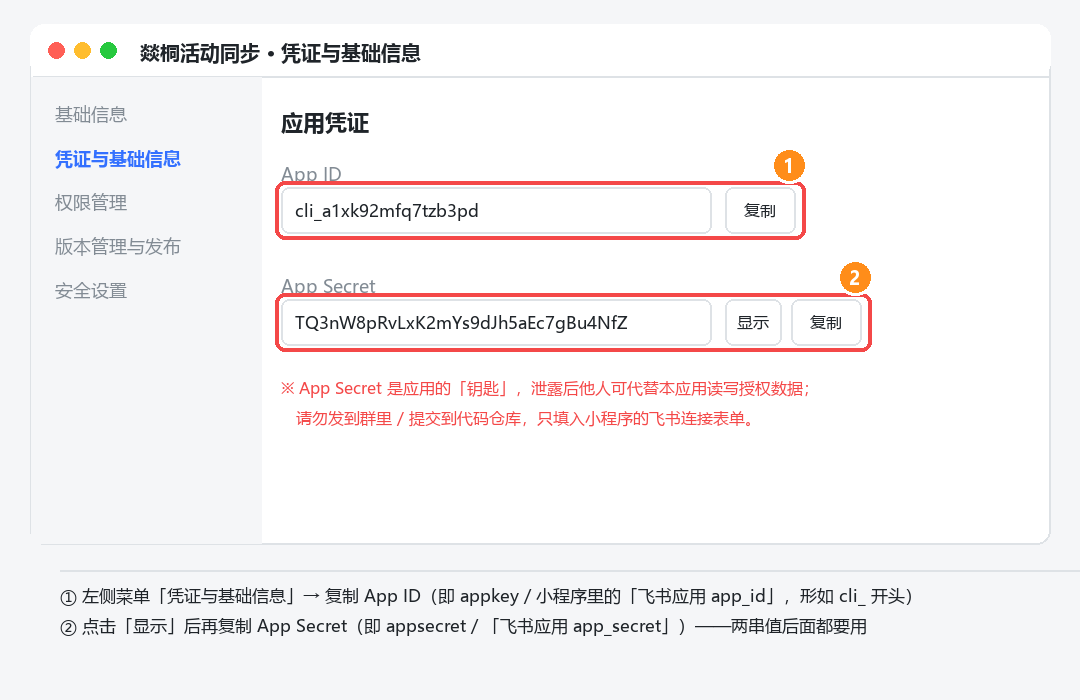 燚桐活动同步 • 凭证与基础信息
基础信息
凭证与基础信息
权限管理
版本管理与发布
安全设置
应用凭证
App ID
1
cli_a1xk92mfq7tzb3pd
复制
App Secret
2
TQ3nW8pRvLxK2mYs9dJh5aEc7gBu4NfZ
显示
复制
※ App Secret 是应用的「钥匙」，泄露后他人可代替本应用读写授权数据；
请勿发到群里 / 提交到代码仓库，只填入小程序的飞书连接表单。
① 左侧菜单「凭证与基础信息」→ 复制 App ID（即 appkey / 小程序里的「飞书应用 app_id」，形如 cli_ 开头）
② 点击「显示」后再复制 App Secret（即 appsecret / 「飞书应用 app_secret」）——两串值后面都要用